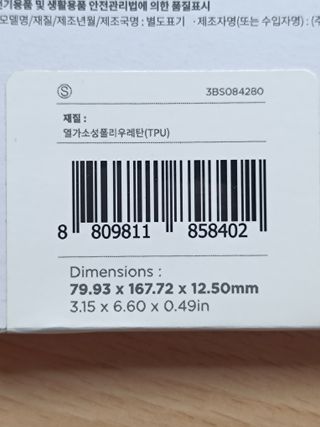 전기용품 및 생활용품 안전관리법에 의한 품질표시
모델명/재질/제조년월/제조국명 : 별도표기 · 제조자명(또는 수입자명) : (주
Ⓢ 3BS084280
재질 :
열가소성폴리우레탄(TPU)
8 809811 858402
Dimensions :
79.93 x 167.72 x 12.50mm
3.15 x 6.60 x 0.49in